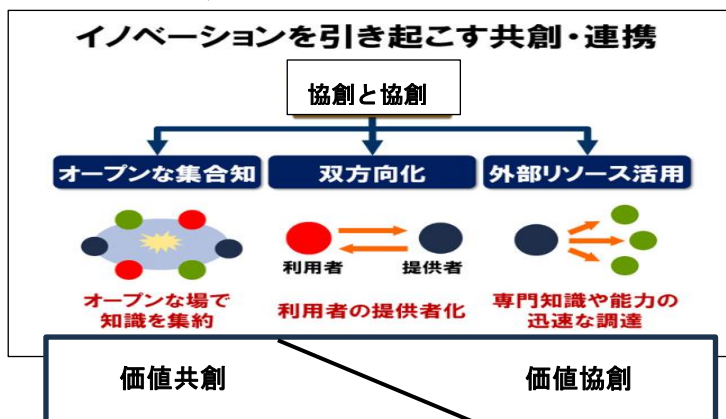 イノベーションを引き起こす共創・連携
協創と協創
オープンな集合知
双方向化
外部リソース活用
利用者
提供者
オープンな場で
知識を集約
利用者の提供者化
専門知識や能力の
迅速な調達
価値共創
価値協創